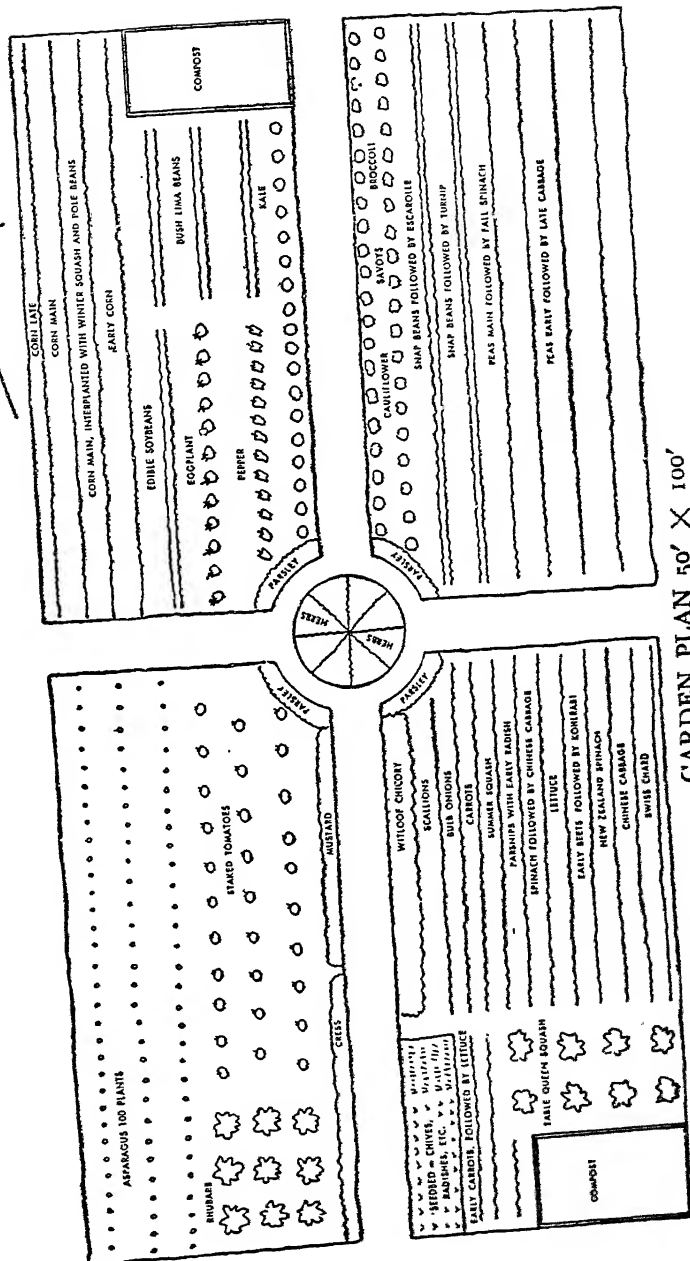 CORN LATE
CORN MAIN
CORN MAIN, INTERPLANTED WITH WINTER SQUASH AND POLE BEANS
EARLY CORN
COMPOST
EDIBLE SOYBEANS
BUSH LIMA BEANS
EGGPLANT
PEPPER
KALE
PARSLEY
ASPARAGUS 100 PLANTS
RHUBARB
STAKED TOMATOES
PARSLEY
CRESS
MUSTARD
HERBS
HERBS
PARSLEY
CAULIFLOWER
SAVOYS
BROCCOLI
SNAP BEANS FOLLOWED BY ESCAROLLE
SNAP BEANS FOLLOWED BY TURNIP
PEAS MAIN FOLLOWED BY FALL SPINACH
PEAS EARLY FOLLOWED BY LATE CABBAGE
PARSLEY
WITLOOF CHICORY
SCALLIONS
BULB ONIONS
CARROTS
SUMMER SQUASH
PARSNIPS WITH EARLY RADISH
SPINACH FOLLOWED BY CHINESE CABBAGE
LETTUCE
EARLY BEETS FOLLOWED BY KOHLRABI
NEW ZEALAND SPINACH
CHINESE CABBAGE
SWISS CHARD
SEEDBED — CHIVES,
RADISHES, ETC.
EARLY CARROTS, FOLLOWED BY LETTUCE
TABLE QUEEN SQUASH
COMPOST
GARDEN PLAN 50' X 100'